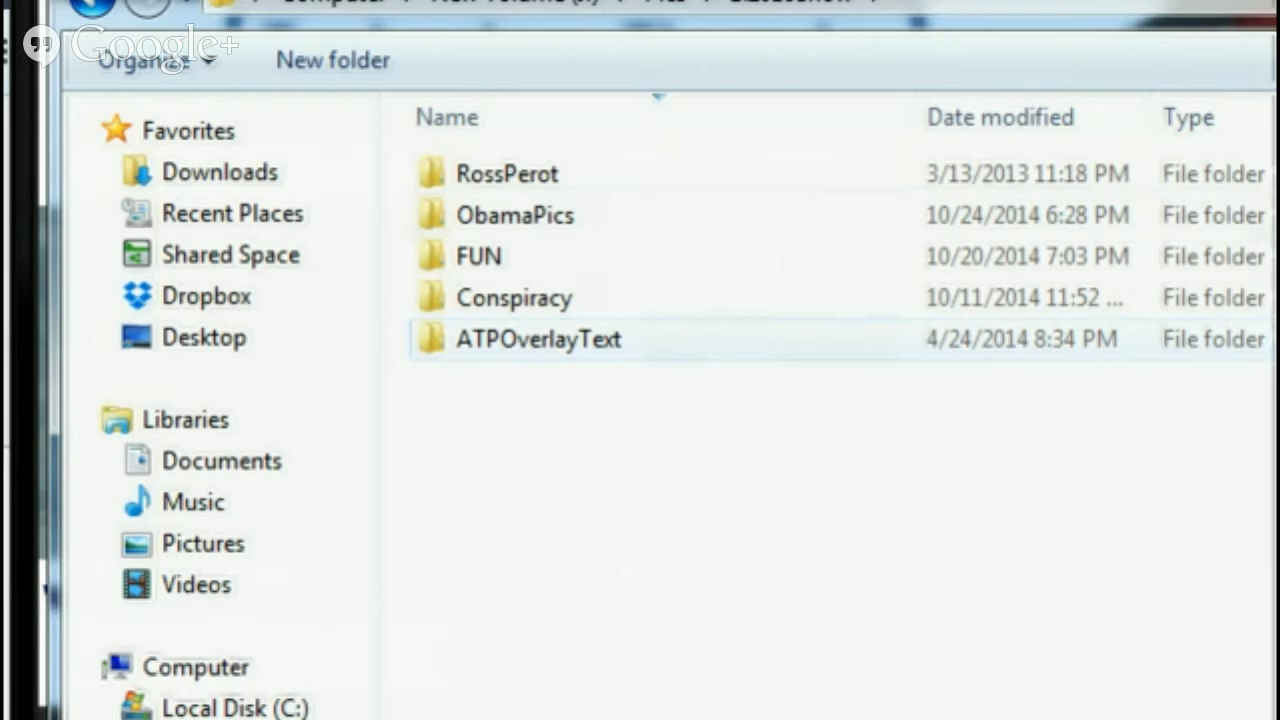 Google+
Organize
New folder
Name
Date modified
Type
Favorites
Downloads
Recent Places
Shared Space
Dropbox
Desktop
Libraries
Documents
Music
Pictures
Videos
Computer
Local Disk (C:)
RossPerot 3/13/2013 11:18 PM File folder
ObamaPics 10/24/2014 6:28 PM File folder
FUN 10/20/2014 7:03 PM File folder
Conspiracy 10/11/2014 11:52 ... File folder
ATPOverlayText 4/24/2014 8:34 PM File folder